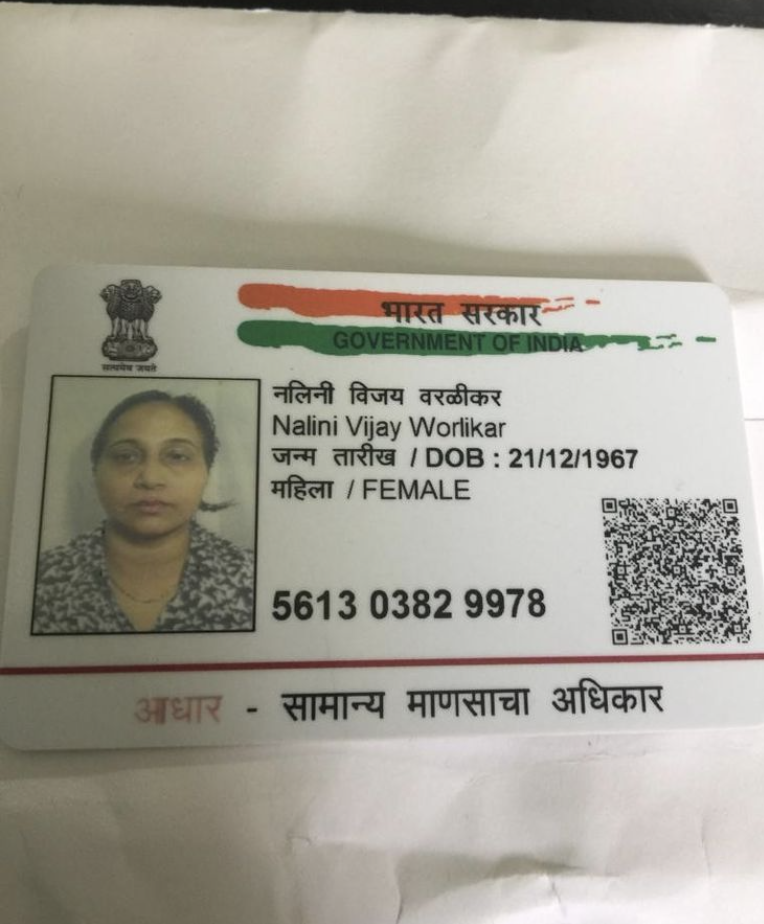 सत्यमेव जयते
भारत सरकार
GOVERNMENT OF INDIA
नलिनी विजय वरळीकर
Nalini Vijay Worlikar
जन्म तारीख / DOB : 21/12/1967
महिला / FEMALE
5613 0382 9978
आधार - सामान्य माणसाचा अधिकार